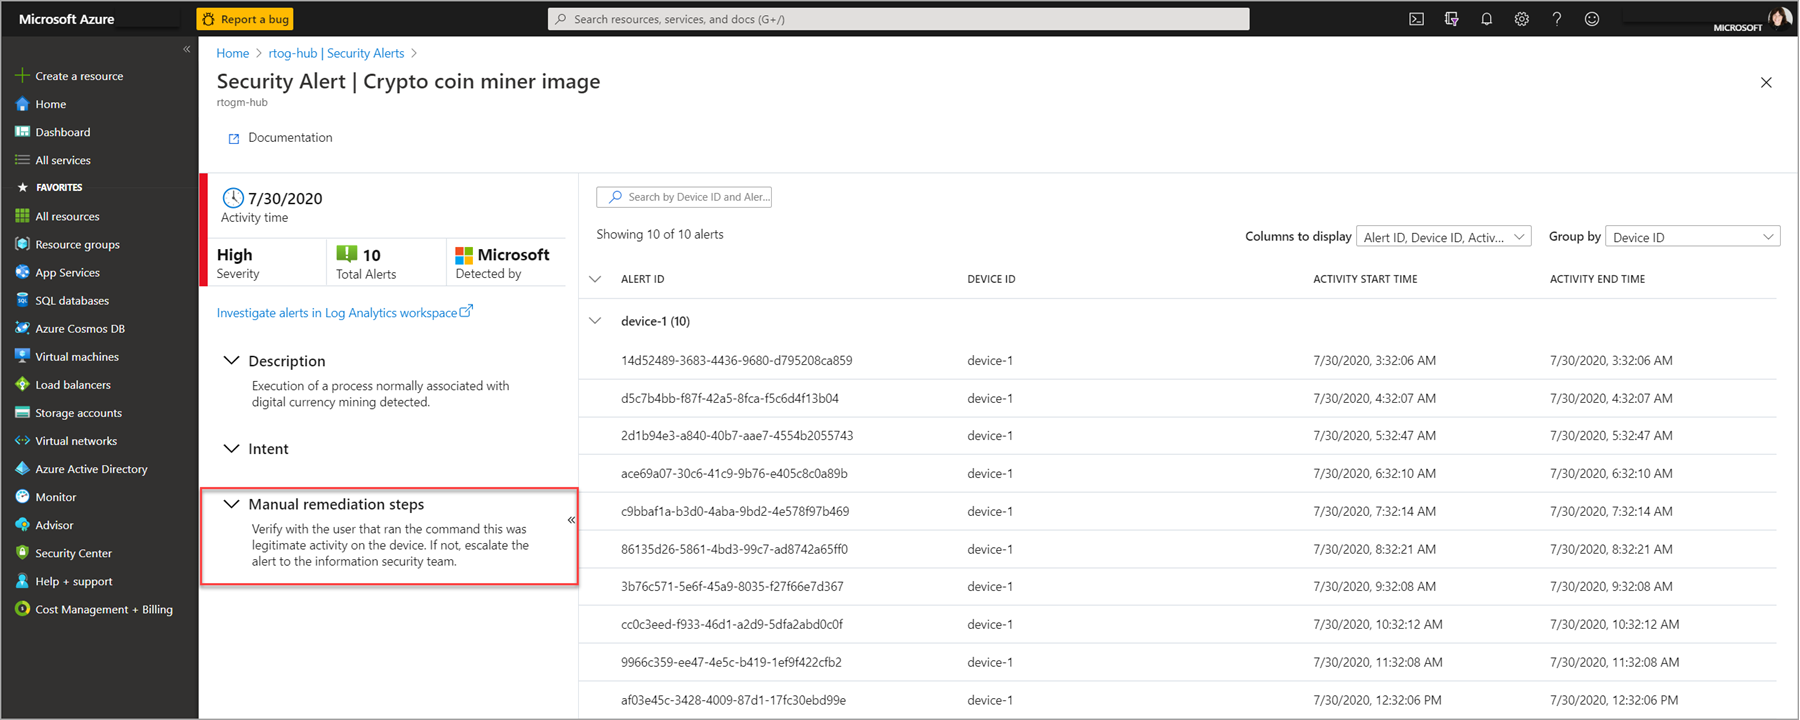 Microsoft Azure
Report a bug
Search resources, services, and docs (G+/)
MICROSOFT
Create a resource
Home
Dashboard
All services
FAVORITES
All resources
Resource groups
App Services
SQL databases
Azure Cosmos DB
Virtual machines
Load balancers
Storage accounts
Virtual networks
Azure Active Directory
Monitor
Advisor
Security Center
Help + support
Cost Management + Billing
Home > rtog-hub | Security Alerts >
Security Alert | Crypto coin miner image
rtogm-hub
Documentation
7/30/2020
Activity time
High
Severity
10
Total Alerts
Microsoft
Detected by
Investigate alerts in Log Analytics workspace
Description
Execution of a process normally associated with
digital currency mining detected.
Intent
Manual remediation steps
Verify with the user that ran the command this was
legitimate activity on the device. If not, escalate the
alert to the information security team.
Search by Device ID and Aler...
Showing 10 of 10 alerts
Columns to display Alert ID, Device ID, Activ... Group by Device ID
ALERT ID DEVICE ID ACTIVITY START TIME ACTIVITY END TIME
device-1 (10)
14d52489-3683-4436-9680-d795208ca859 device-1 7/30/2020, 3:32:06 AM 7/30/2020, 3:32:06 AM
d5c7b4bb-f87f-42a5-8fca-f5c6d4f13b04 device-1 7/30/2020, 4:32:07 AM 7/30/2020, 4:32:07 AM
2d1b94e3-a840-40b7-aae7-4554b2055743 device-1 7/30/2020, 5:32:47 AM 7/30/2020, 5:32:47 AM
ace69a07-30c6-41c9-9b76-e405c8c0a89b device-1 7/30/2020, 6:32:10 AM 7/30/2020, 6:32:10 AM
c9bbaf1a-b3d0-4aba-9bd2-4e578f97b469 device-1 7/30/2020, 7:32:14 AM 7/30/2020, 7:32:14 AM
86135d26-5861-4bd3-99c7-ad8742a65ff0 device-1 7/30/2020, 8:32:21 AM 7/30/2020, 8:32:21 AM
3b76c571-5e6f-45a9-8035-f27f66e7d367 device-1 7/30/2020, 9:32:08 AM 7/30/2020, 9:32:08 AM
cc0c3eed-f933-46d1-a2d9-5dfa2abd0c0f device-1 7/30/2020, 10:32:12 AM 7/30/2020, 10:32:12 AM
9966c359-ee47-4e5c-b419-1ef9f422cfb2 device-1 7/30/2020, 11:32:08 AM 7/30/2020, 11:32:08 AM
af03e45c-3428-4009-87d1-17fc30ebd99e device-1 7/30/2020, 12:32:06 PM 7/30/2020, 12:32:06 PM